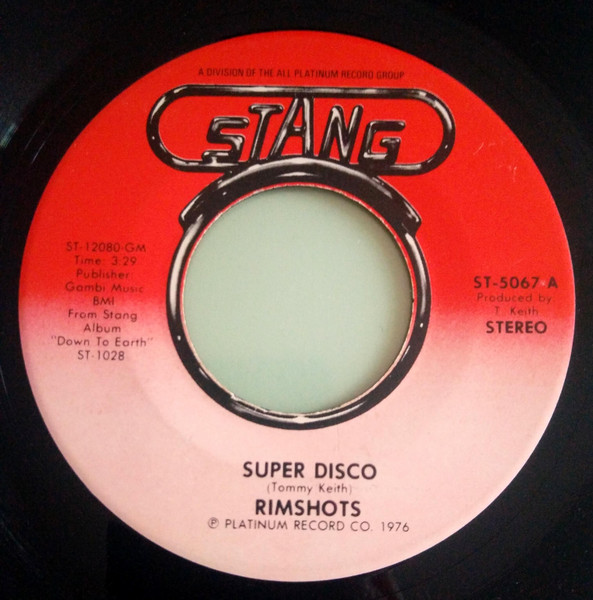 A DIVISION OF THE ALL PLATINUM RECORD GROUP
STANG
ST-12080-GM
Time: 3:29
Publisher:
Gambi Music
BMI
From Stang
Album
"Down To Earth"
ST-1028
ST-5067-A
Produced by
T. Keith
STEREO
SUPER DISCO
(Tommy Keith)
RIMSHOTS
℗ PLATINUM RECORD CO. 1976